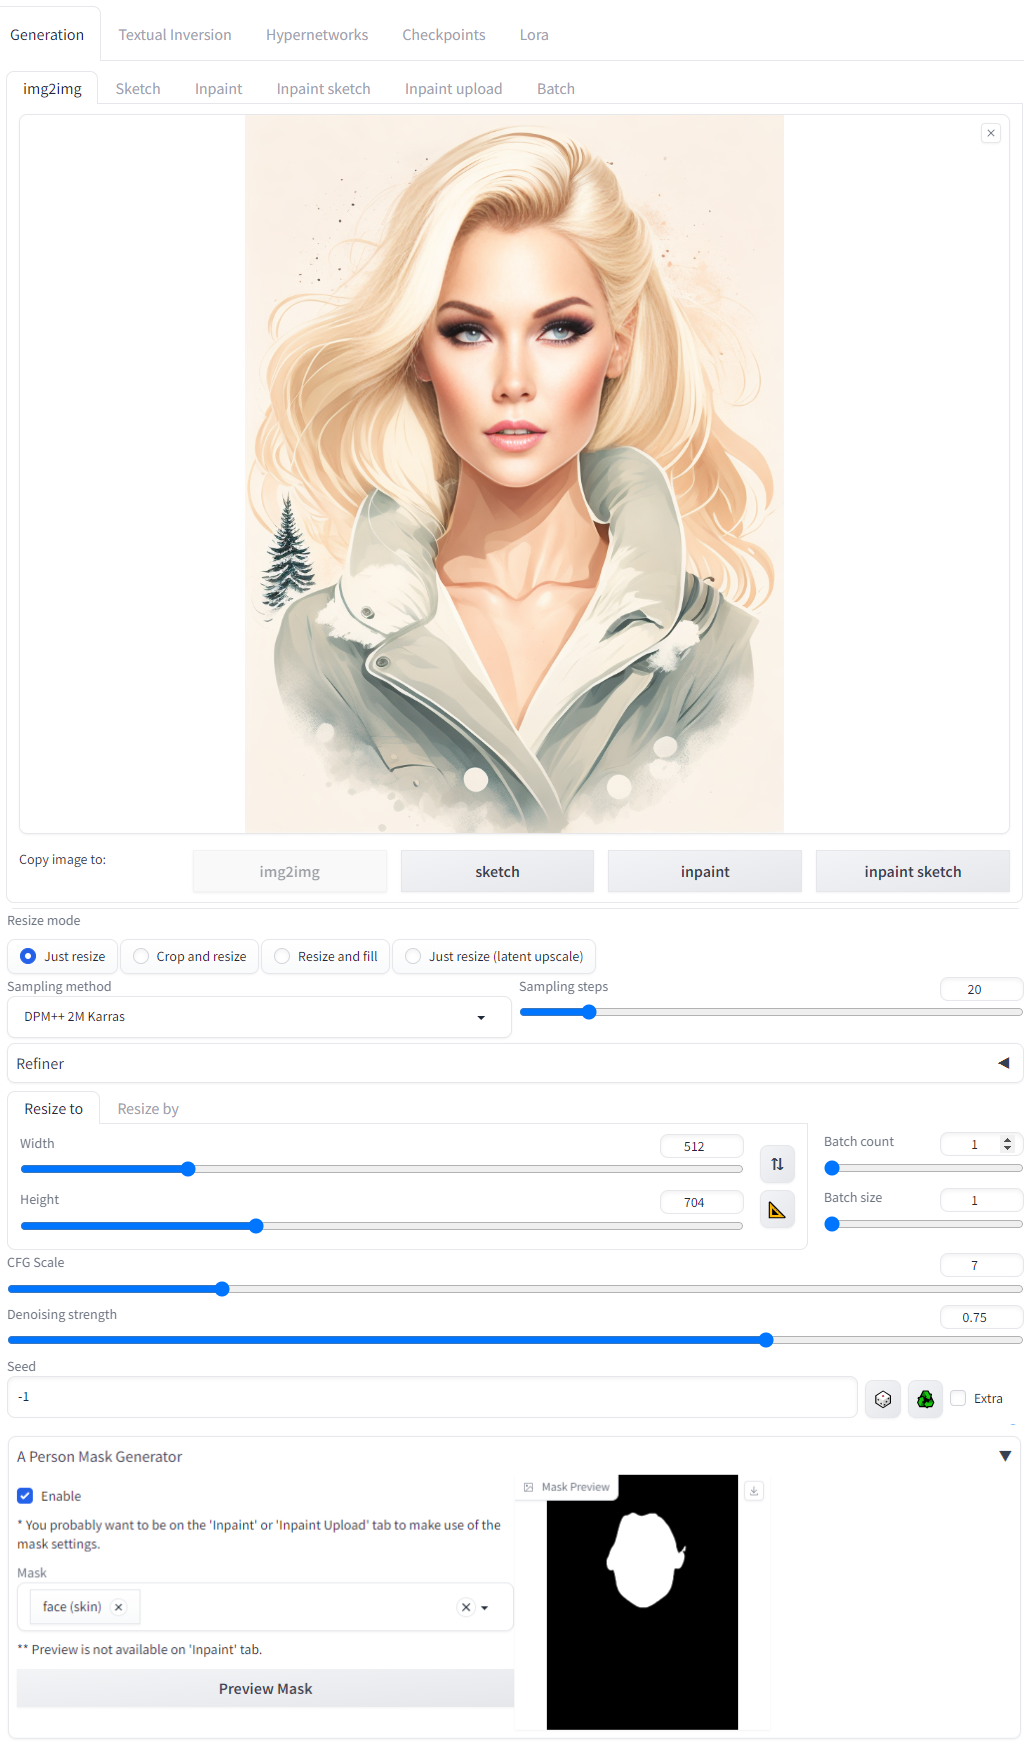 Generation Textual Inversion Hypernetworks Checkpoints Lora
img2img Sketch Inpaint Inpaint sketch Inpaint upload Batch
Copy image to: img2img sketch inpaint inpaint sketch
Resize mode
Just resize Crop and resize Resize and fill Just resize (latent upscale)
Sampling method Sampling steps 20
DPM++ 2M Karras
Refiner
Resize to Resize by
Width 512 Batch count 1
Height 704 Batch size 1
CFG Scale 7
Denoising strength 0.75
Seed
-1 Extra
A Person Mask Generator
Mask Preview
Enable
* You probably want to be on the 'Inpaint' or 'Inpaint Upload' tab to make use of the
mask settings.
Mask
face (skin)
** Preview is not available on 'Inpaint' tab.
Preview Mask